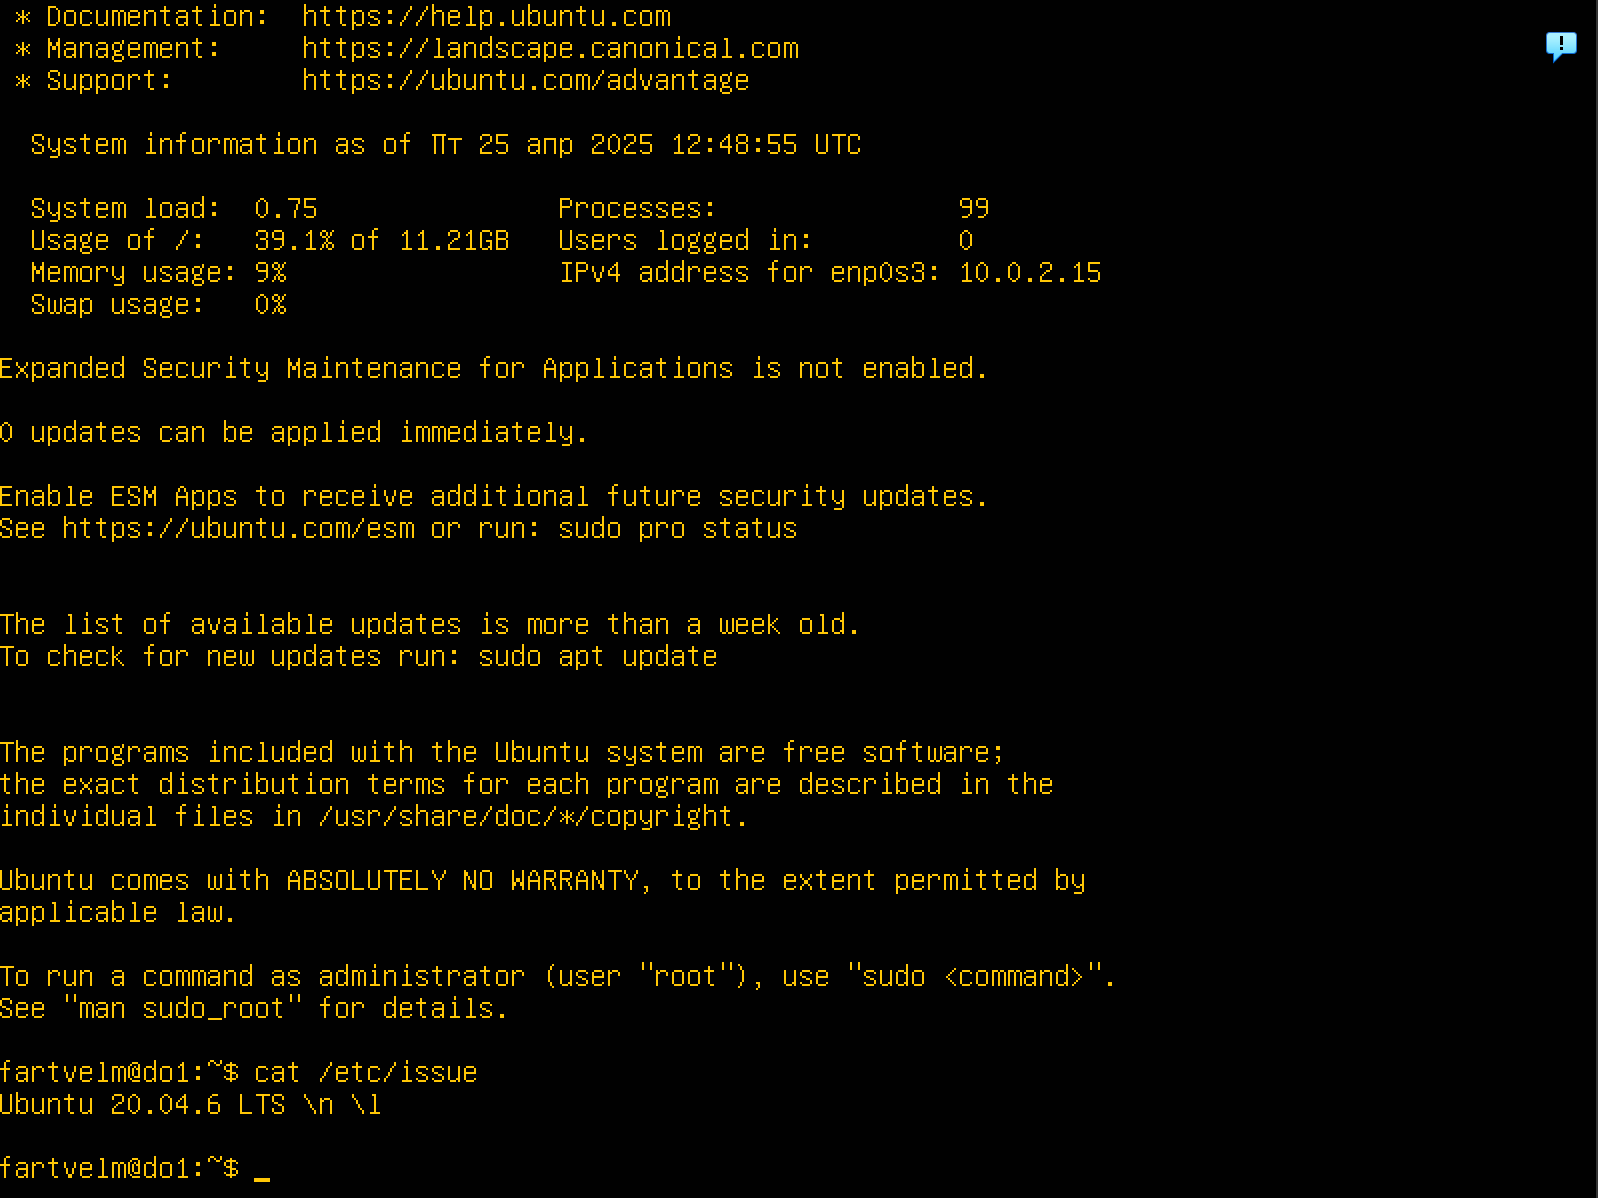 * Documentation:  https://help.ubuntu.com
 * Management:     https://landscape.canonical.com
 * Support:        https://ubuntu.com/advantage

  System information as of Пт 25 апр 2025 12:48:55 UTC

  System load:  0.75               Processes:               99
  Usage of /:   39.1% of 11.21GB   Users logged in:         0
  Memory usage: 9%                 IPv4 address for enp0s3: 10.0.2.15
  Swap usage:   0%

Expanded Security Maintenance for Applications is not enabled.

0 updates can be applied immediately.

Enable ESM Apps to receive additional future security updates.
See https://ubuntu.com/esm or run: sudo pro status


The list of available updates is more than a week old.
To check for new updates run: sudo apt update


The programs included with the Ubuntu system are free software;
the exact distribution terms for each program are described in the
individual files in /usr/share/doc/*/copyright.

Ubuntu comes with ABSOLUTELY NO WARRANTY, to the extent permitted by
applicable law.

To run a command as administrator (user "root"), use "sudo <command>".
See "man sudo_root" for details.

fartvelm@do1:~$ cat /etc/issue
Ubuntu 20.04.6 LTS \n \l

fartvelm@do1:~$ _